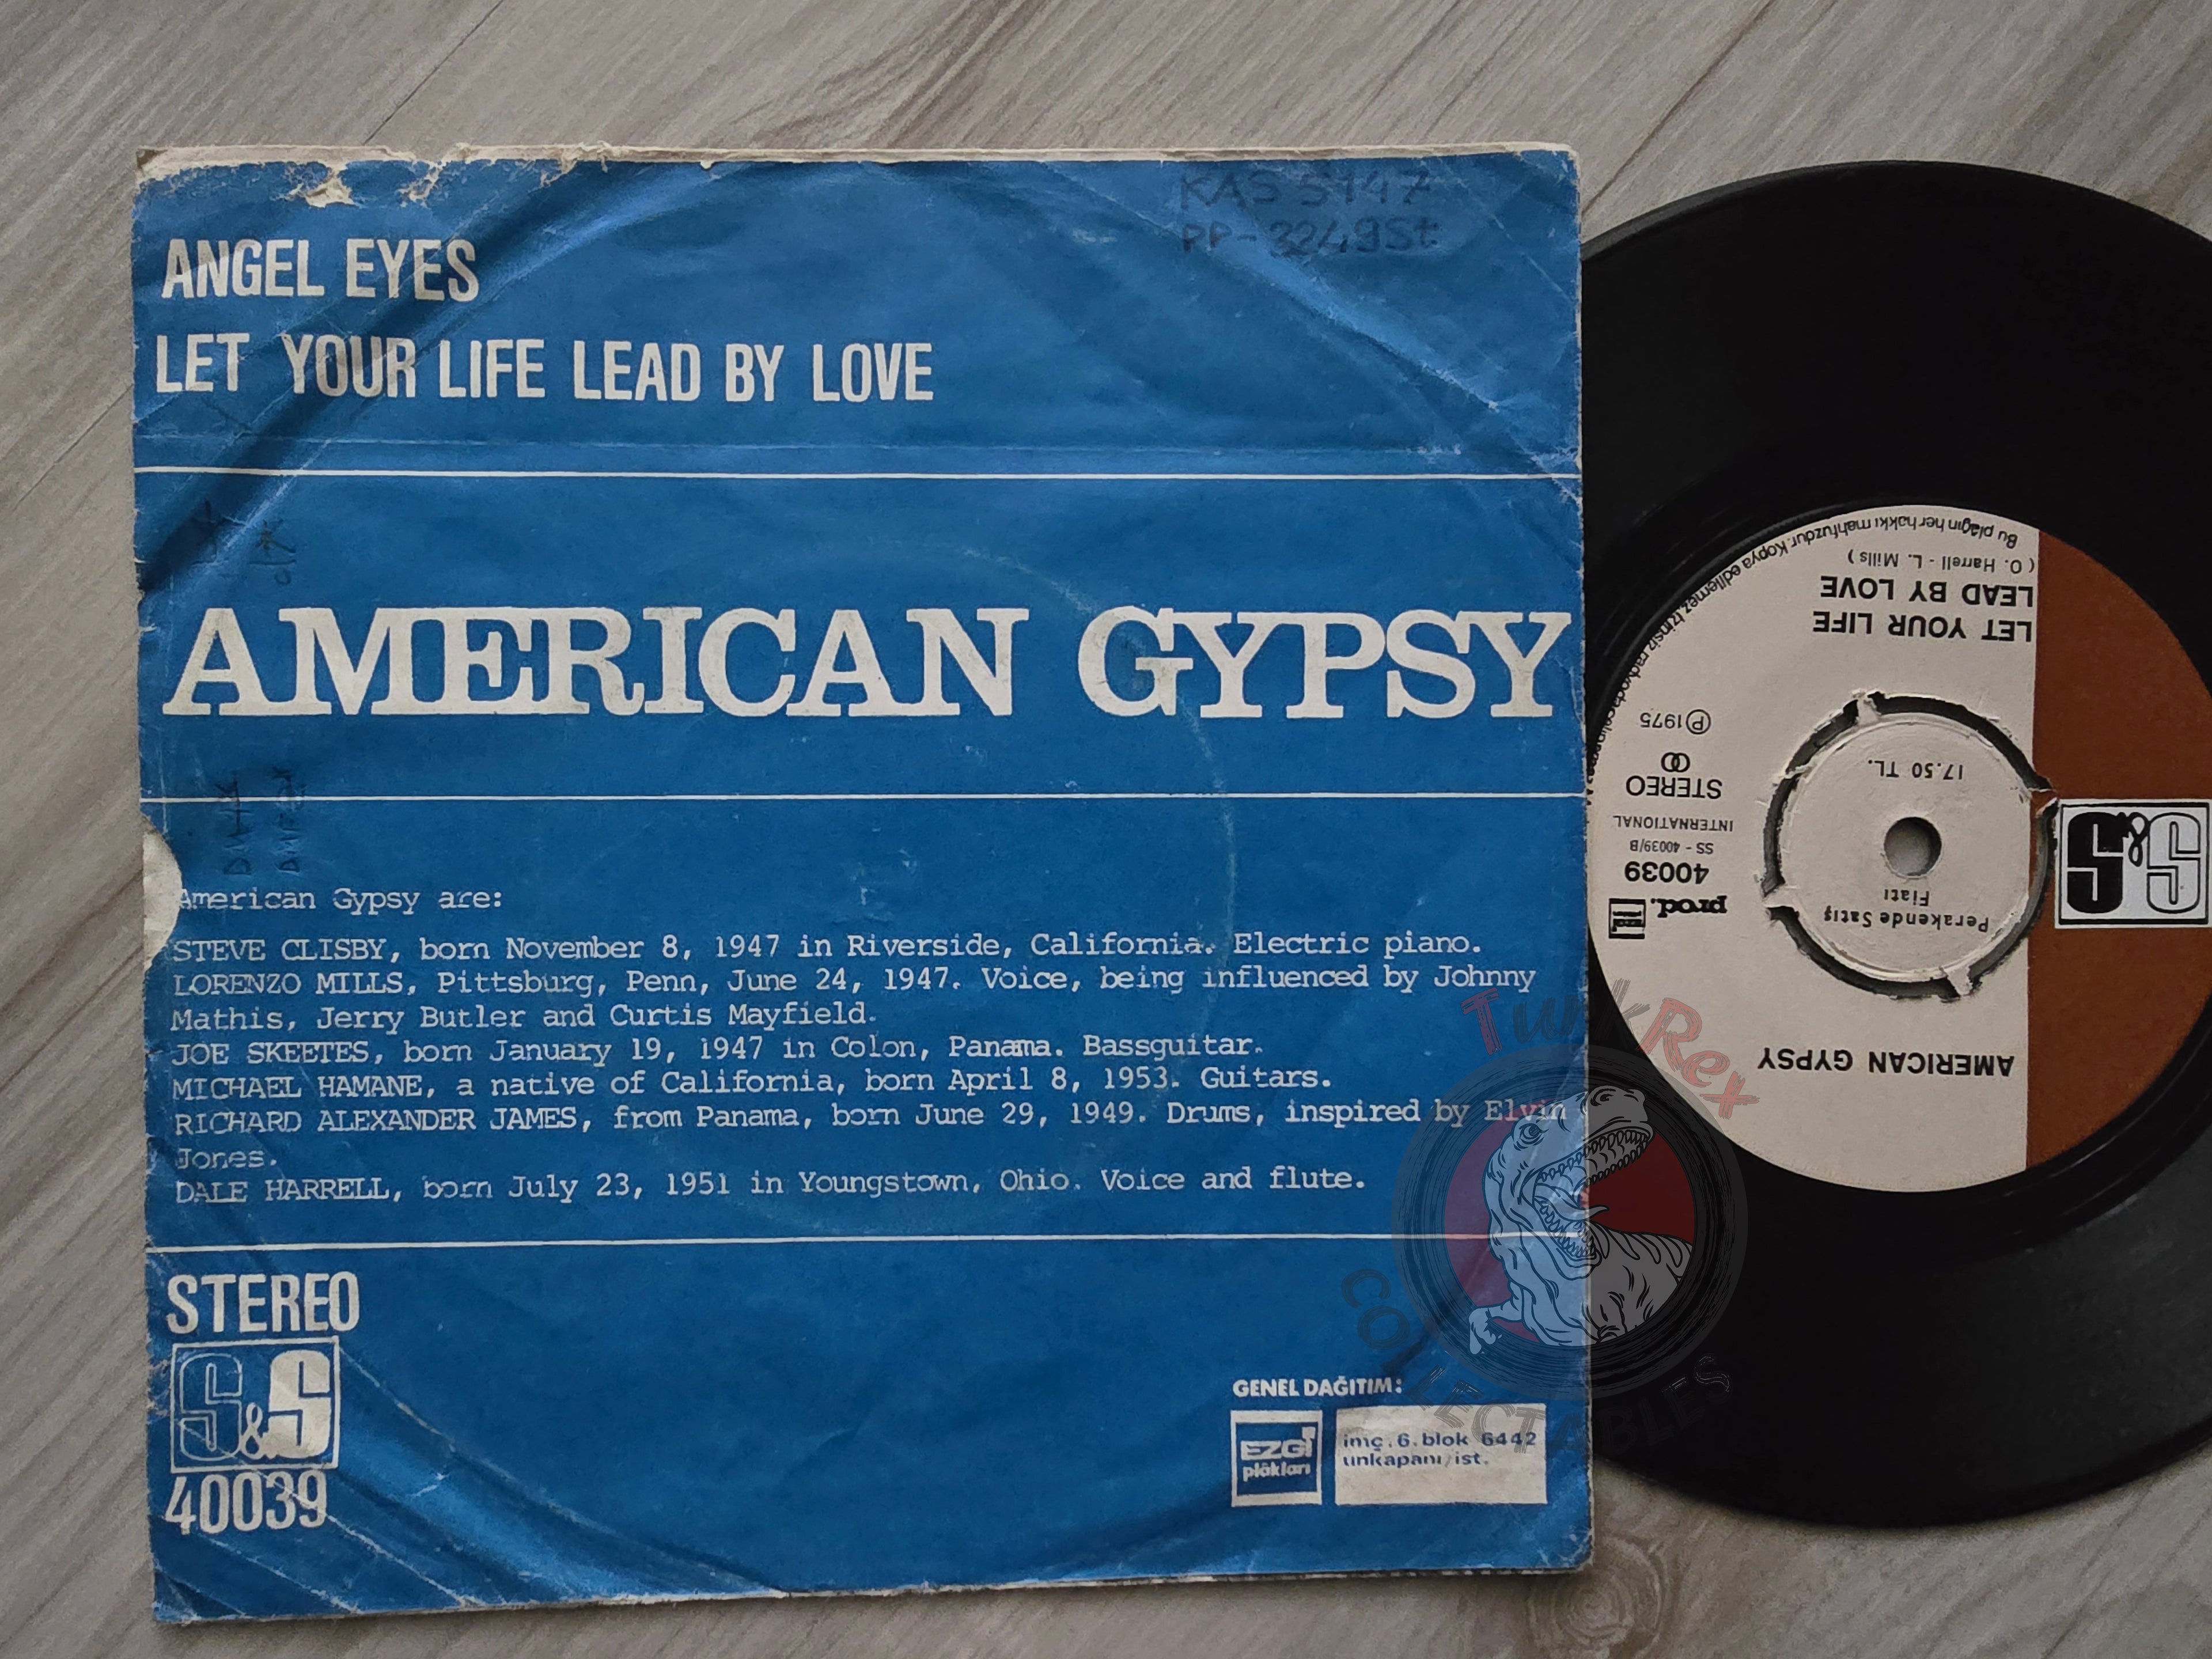 KAS 5147
PP-3249St
ANGEL EYES
LET YOUR LIFE LEAD BY LOVE
AMERICAN GYPSY
American Gypsy are:
STEVE CLISBY, born November 8, 1947 in Riverside, California. Electric piano.
LORENZO MILLS, Pittsburg, Penn, June 24, 1947. Voice, being influenced by Johnny
Mathis, Jerry Butler and Curtis Mayfield.
JOE SKEETES, born January 19, 1947 in Colon, Panama. Bassguitar.
MICHAEL HAMANE, a native of California, born April 8, 1953. Guitars.
RICHARD ALEXANDER JAMES, from Panama, born June 29, 1949. Drums, inspired by Elvin
Jones.
DALE HARRELL, born July 23, 1951 in Youngstown, Ohio. Voice and flute.
STEREO
S&S
40039
GENEL DAĞITIM:
EZGİ
plâkları
imç.6.blok 6442
unkapanı/ist.
AMERICAN GYPSY
prod.
40039
SS - 40039/B
INTERNATIONAL
STEREO
Ⓟ1975
Perakende Satış
Fiatı
17.50 TL.
S&S
LET YOUR LIFE
LEAD BY LOVE
( O. Harrell - L. Mills )
Bu plâğın her hakkı mahfuzdur. Kopya edilemez,
TurkRex
COLLECTABLES